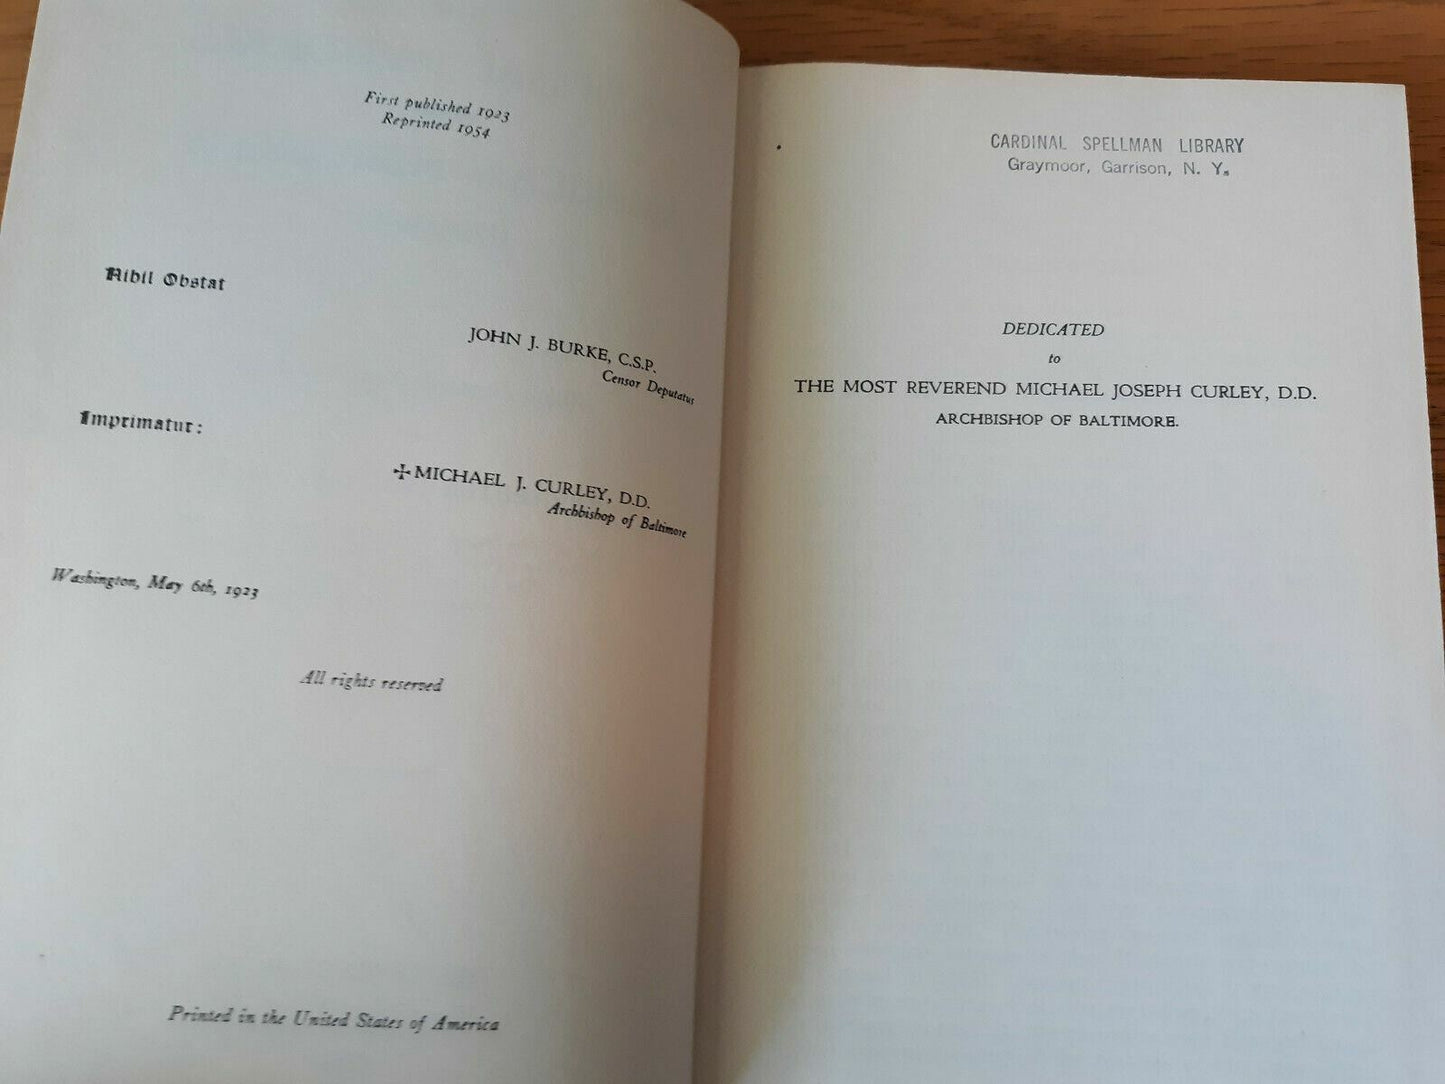 First published 1923
Reprinted 1954
Nihil Obstat
JOHN J. BURKE, C.S.P.
Censor Deputatus
Imprimatur:
✢MICHAEL J. CURLEY, D.D.
Archbishop of Baltimore
Washington, May 6th, 1923
All rights reserved
Printed in the United States of America
CARDINAL SPELLMAN LIBRARY
Graymoor, Garrison, N. Y.
DEDICATED
to
THE MOST REVEREND MICHAEL JOSEPH CURLEY, D.D.
ARCHBISHOP OF BALTIMORE.